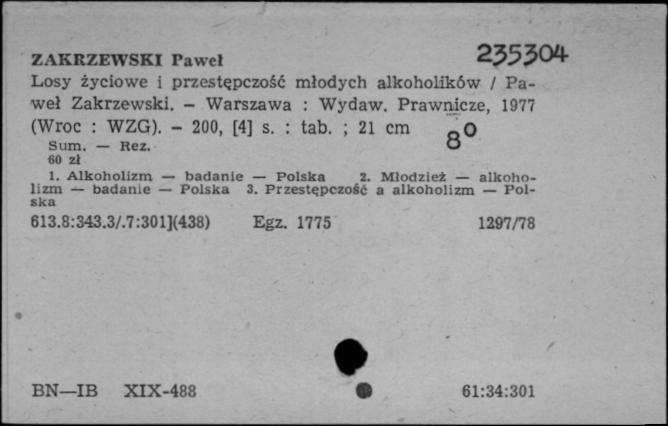 ZAKRZEWSKI Paweł 235304
Losy życiowe i przestępczość młodych alkoholików / Pa-
weł Zakrzewski. — Warszawa : Wydaw. Prawnicze, 1977
(Wroc : WZG). — 200, [4] s. : tab. ; 21 cm 8°
Sum. — Rez.
60 zł
1. Alkoholizm — badanie — Polska 2. Młodzież — alkoho-
lizm — badanie — Polska 3. Przestępczość a alkoholizm — Pol-
ska
613.8:343.3/.7:301](438) Egz. 1775 1297/78
BN—IB XIX-488 61:34:301